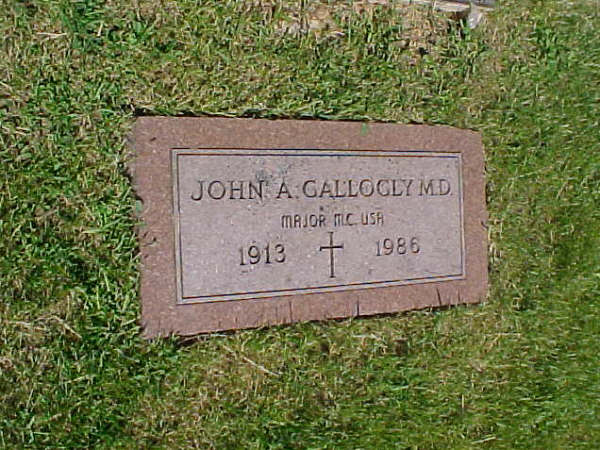 JOHN A. GALLOGLY M.D.
MAJOR M.C. USA
1913 1986